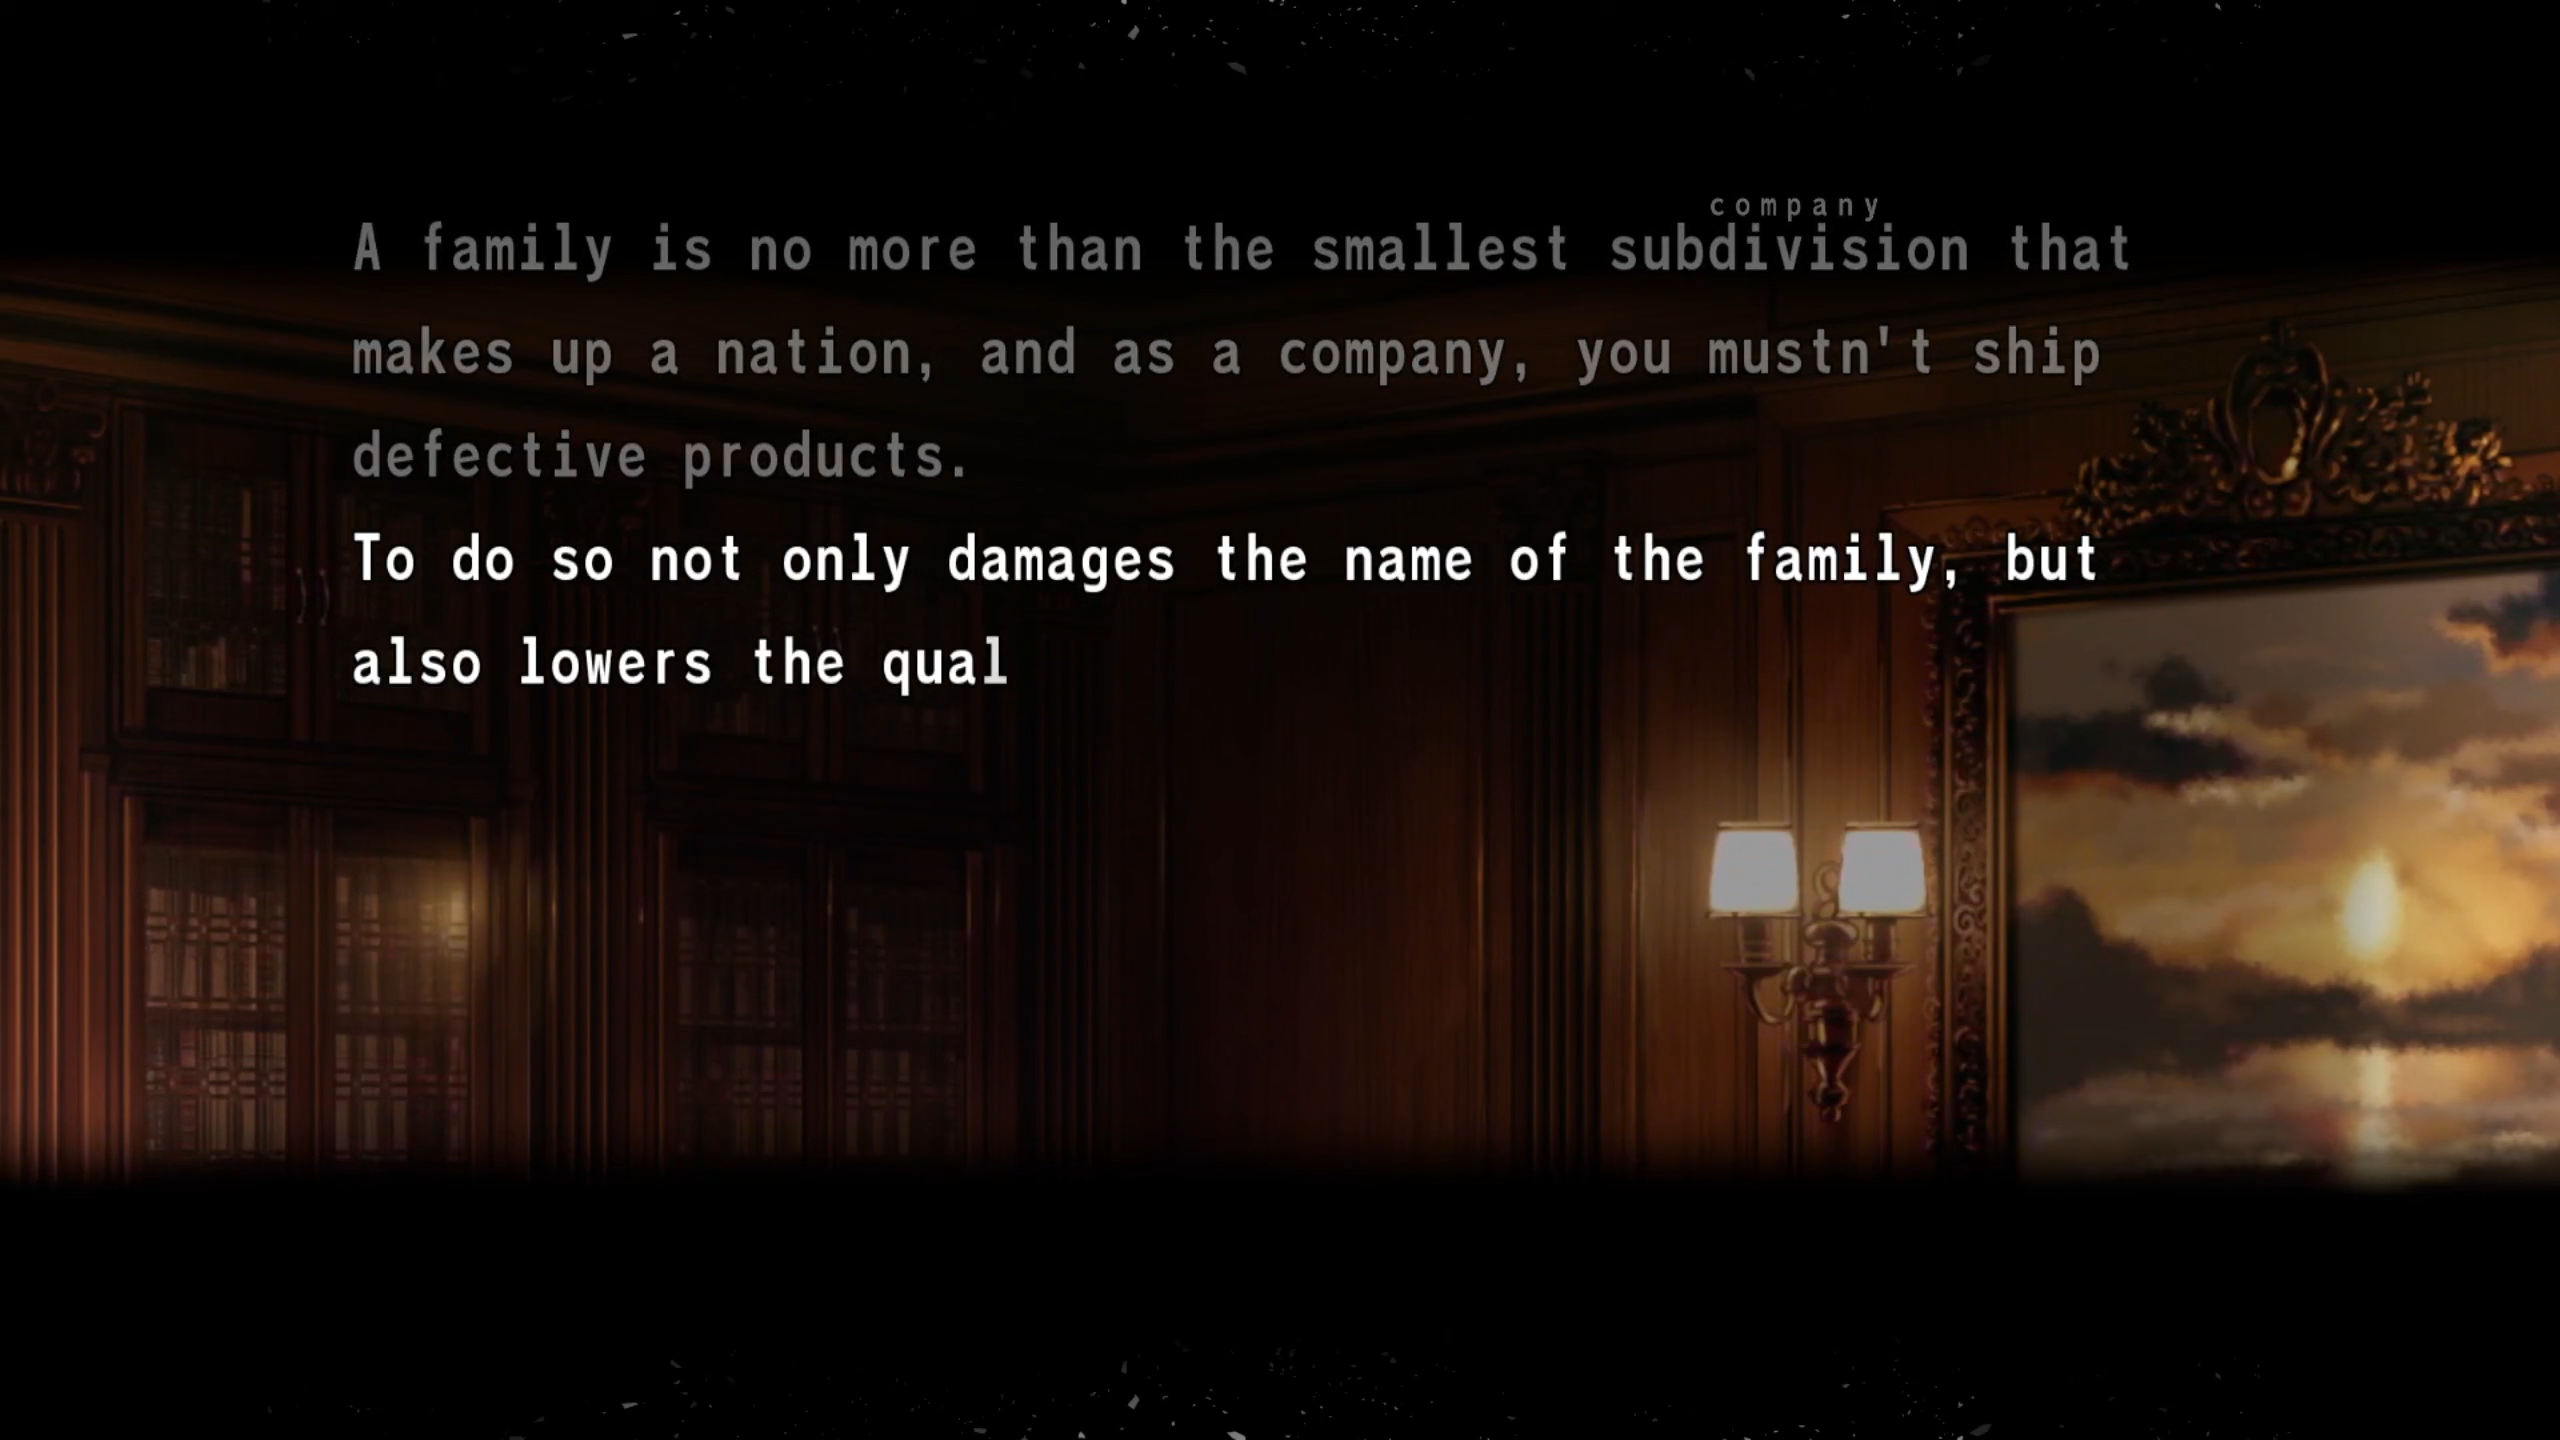 company
A family is no more than the smallest subdivision that
makes up a nation, and as a company, you mustn't ship
defective products.
To do so not only damages the name of the family, but
also lowers the qual